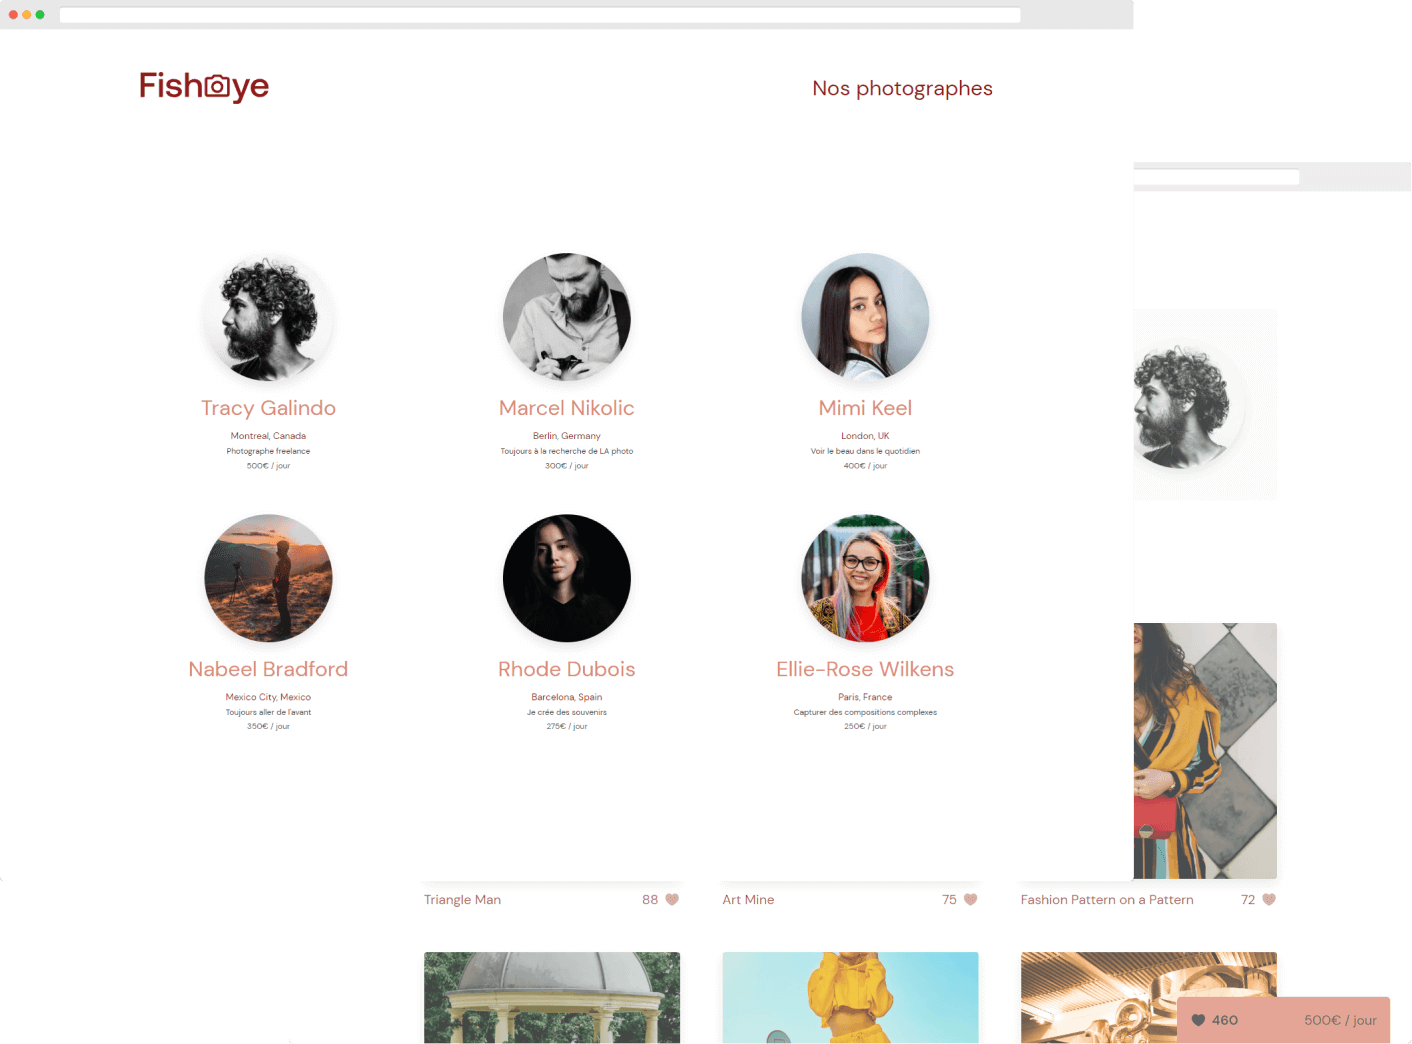 Fisheye
Nos photographes
Tracy Galindo
Montreal, Canada
Photographe freelance
500€ / jour
Marcel Nikolic
Berlin, Germany
Toujours à la recherche de LA photo
300€ / jour
Mimi Keel
London, UK
Voir le beau dans le quotidien
400€ / jour
Nabeel Bradford
Mexico City, Mexico
Toujours aller de l'avant
350€ / jour
Rhode Dubois
Barcelona, Spain
Je crée des souvenirs
275€ / jour
Ellie-Rose Wilkens
Paris, France
Capturer des compositions complexes
250€ / jour
Triangle Man 88
Art Mine 75
Fashion Pattern on a Pattern 72
460 500€ / jour